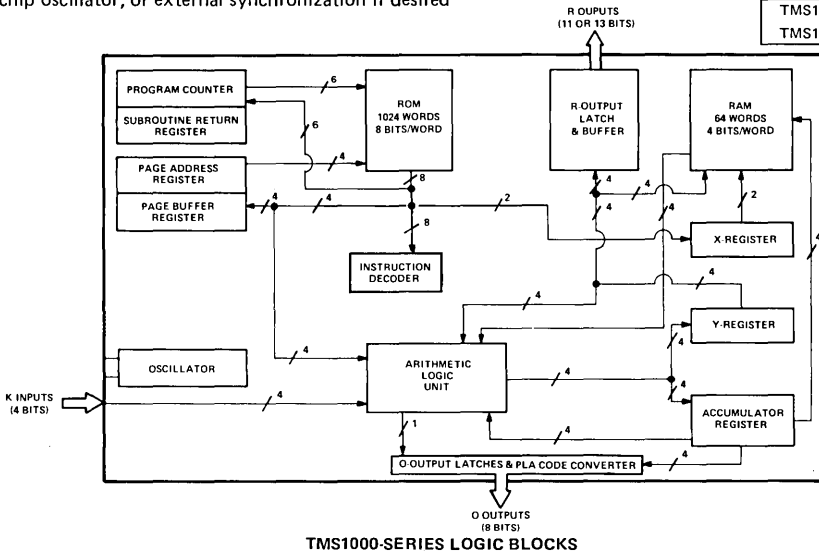 chip oscillator, or external synchronization if desired
R OUPUTS
(11 OR 13 BITS)
TMS1
TMS1
PROGRAM COUNTER
SUBROUTINE RETURN
REGISTER
6
6
ROM
1024 WORDS
8 BITS/WORD
R-OUTPUT
LATCH
& BUFFER
RAM
64 WORDS
4 BITS/WORD
PAGE ADDRESS
REGISTER
PAGE BUFFER
REGISTER
4
8
4
4
4
2
4
4
4
2
8
X-REGISTER
4
INSTRUCTION
DECODER
4
4
Y-REGISTER
4
OSCILLATOR
4
ARITHMETIC
LOGIC
UNIT
4
4
K INPUTS
(4 BITS)
4
ACCUMULATOR
REGISTER
1
4
O-OUTPUT LATCHES & PLA CODE CONVERTER
4
O OUTPUTS
(8 BITS)
TMS1000-SERIES LOGIC BLOCKS